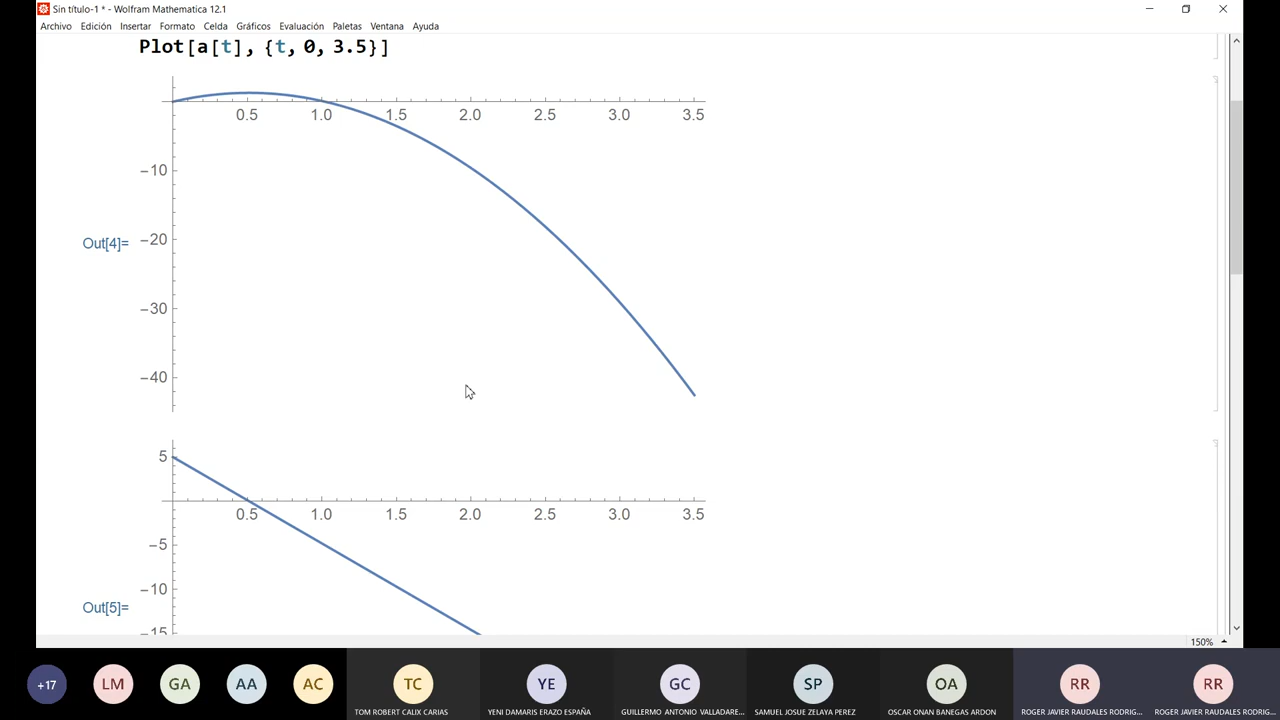 Sin título-1 * - Wolfram Mathematica 12.1
Archivo Edición Insertar Formato Celda Gráficos Evaluación Paletas Ventana Ayuda
Plot[a[t], {t, 0, 3.5}]
0.5 1.0 1.5 2.0 2.5 3.0 3.5
-10
Out[4]= -20
-30
-40
5
0.5 1.0 1.5 2.0 2.5 3.0 3.5
-5
-10
Out[5]=
-15
150%
+17 LM GA AA AC TC YE GC SP OA RR RR
TOM ROBERT CALIX CARIAS YENI DAMARIS ERAZO ESPAÑA GUILLERMO ANTONIO VALLADARE... SAMUEL JOSUE ZELAYA PEREZ OSCAR ONAN BANEGAS ARDON ROGER JAVIER RAUDALES RODRIG... ROGER JAVIER RAUDALES RODRIG...